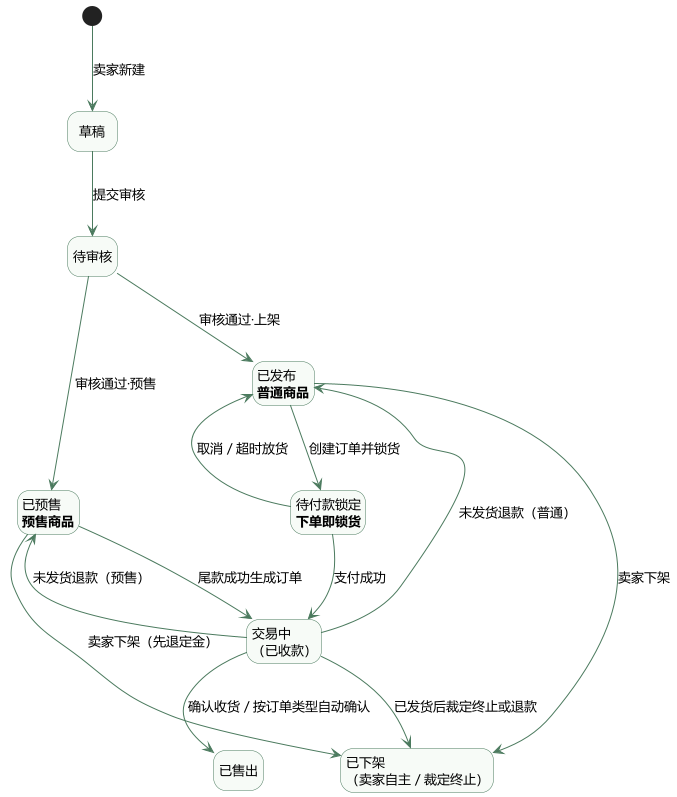 卖家新建
草稿
提交审核
待审核
审核通过·上架
审核通过·预售
已发布
普通商品
取消 / 超时放货
创建订单并锁货
已预售
预售商品
待付款锁定
下单即锁货
未发货退款（普通）
未发货退款（预售）
尾款成功生成订单
支付成功
卖家下架
卖家下架（先退定金）
交易中
（已收款）
确认收货 / 按订单类型自动确认
已发货后裁定终止或退款
已售出
已下架
（卖家自主 / 裁定终止）